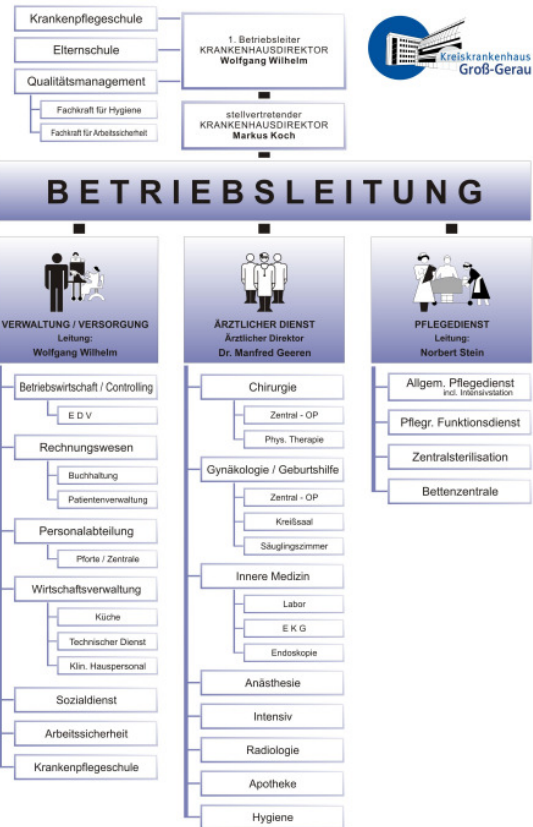 Krankenpflegeschule
Elternschule
Qualitätsmanagement
Fachkraft für Hygiene
Fachkraft für Arbeitssicherheit
1. Betriebsleiter
KRANKENHAUSDIREKTOR
Wolfgang Wilhelm
Kreiskrankenhaus
Groß-Gerau
stellvertretender
KRANKENHAUSDIREKTOR
Markus Koch
BETRIEBSLEITUNG
VERWALTUNG / VERSORGUNG
Leitung:
Wolfgang Wilhelm
Betriebswirtschaft / Controlling
E D V
Rechnungswesen
Buchhaltung
Patientenverwaltung
Personalabteilung
Pforte / Zentrale
Wirtschaftsverwaltung
Küche
Technischer Dienst
Klin. Hauspersonal
Sozialdienst
Arbeitssicherheit
Krankenpflegeschule
ÄRZTLICHER DIENST
Ärztlicher Direktor
Dr. Manfred Geeren
Chirurgie
Zentral - OP
Phys. Therapie
Gynäkologie / Geburtshilfe
Zentral - OP
Kreißsaal
Säuglingszimmer
Innere Medizin
Labor
E K G
Endoskopie
Anästhesie
Intensiv
Radiologie
Apotheke
Hygiene
PFLEGEDIENST
Leitung:
Norbert Stein
Allgem. Pflegedienst
incl. Intensivstation
Pflegr. Funktionsdienst
Zentralsterilisation
Bettenzentrale